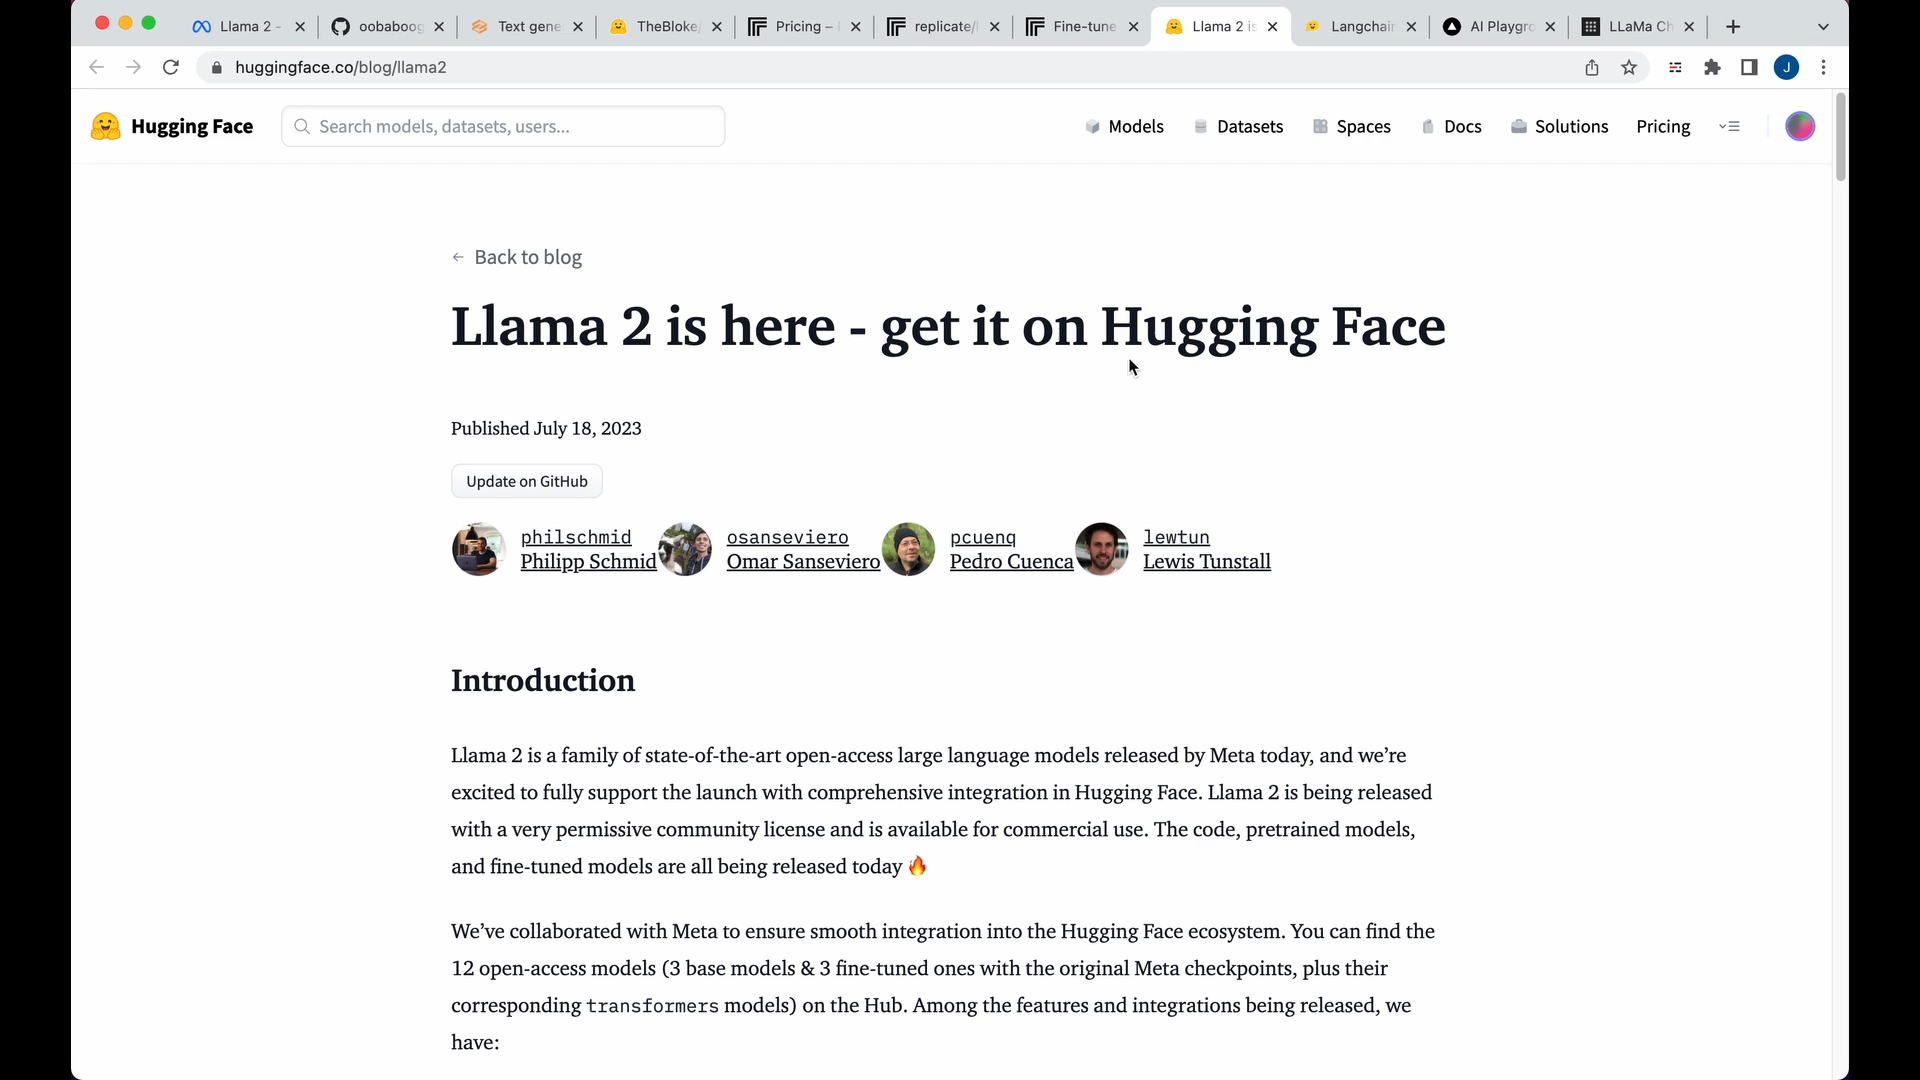 Llama 2 -
oobaboog
Text gene
TheBloke/
Pricing –
replicate/
Fine-tune
Llama 2 is
Langchain
AI Playgro
LLaMa Ch
huggingface.co/blog/llama2
J
Hugging Face
Search models, datasets, users...
Models
Datasets
Spaces
Docs
Solutions
Pricing
← Back to blog
Llama 2 is here - get it on Hugging Face
Published July 18, 2023
Update on GitHub
philschmid
Philipp Schmid
osanseviero
Omar Sanseviero
pcuenq
Pedro Cuenca
lewtun
Lewis Tunstall
Introduction
Llama 2 is a family of state-of-the-art open-access large language models released by Meta today, and we’re
excited to fully support the launch with comprehensive integration in Hugging Face. Llama 2 is being released
with a very permissive community license and is available for commercial use. The code, pretrained models,
and fine-tuned models are all being released today 🔥
We’ve collaborated with Meta to ensure smooth integration into the Hugging Face ecosystem. You can find the
12 open-access models (3 base models & 3 fine-tuned ones with the original Meta checkpoints, plus their
corresponding transformers models) on the Hub. Among the features and integrations being released, we
have: